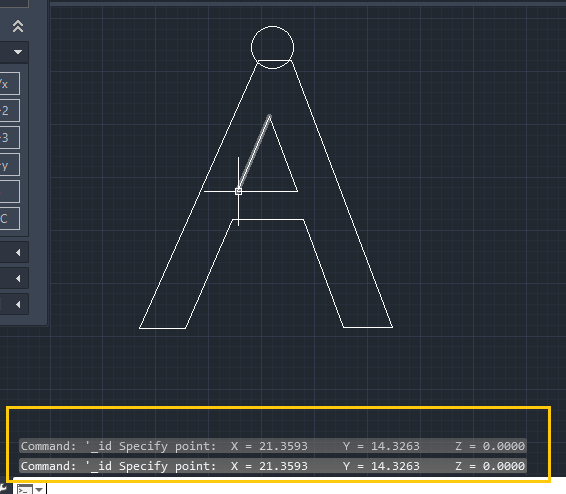 /x
2
3
y
C
Command: '_id Specify point: X = 21.3593 Y = 14.3263 Z = 0.0000
Command: '_id Specify point: X = 21.3593 Y = 14.3263 Z = 0.0000